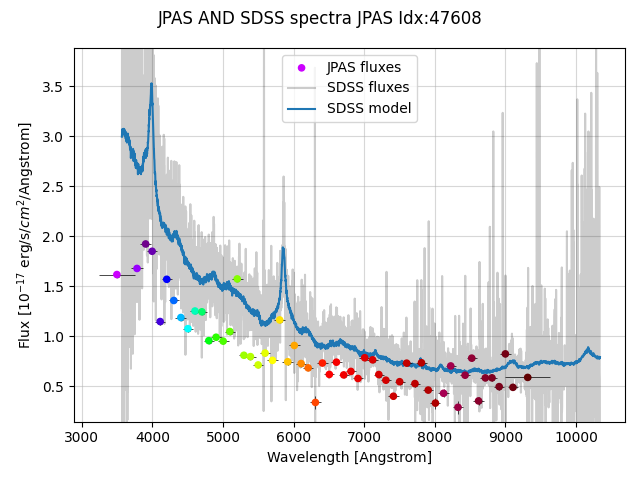 JPAS AND SDSS spectra JPAS Idx:47608
JPAS fluxes
SDSS fluxes
SDSS model
3.5
3.0
2.5
2.0
1.5
1.0
0.5
Flux [10⁻¹⁷ erg/s/cm²/Angstrom]
3000 4000 5000 6000 7000 8000 9000 10000
Wavelength [Angstrom]